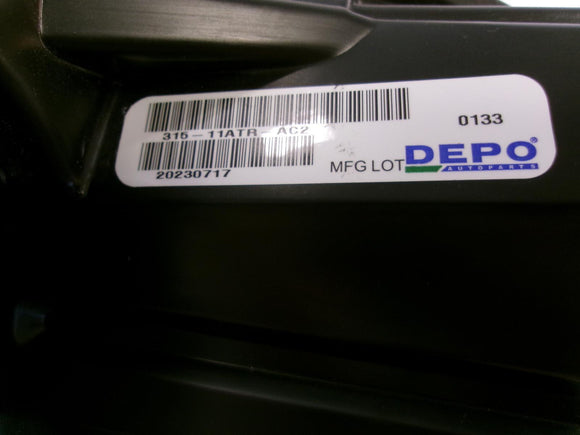 315-11ATR-AC2 0133
MFG LOT DEPO®
AUTOPARTS
20230717